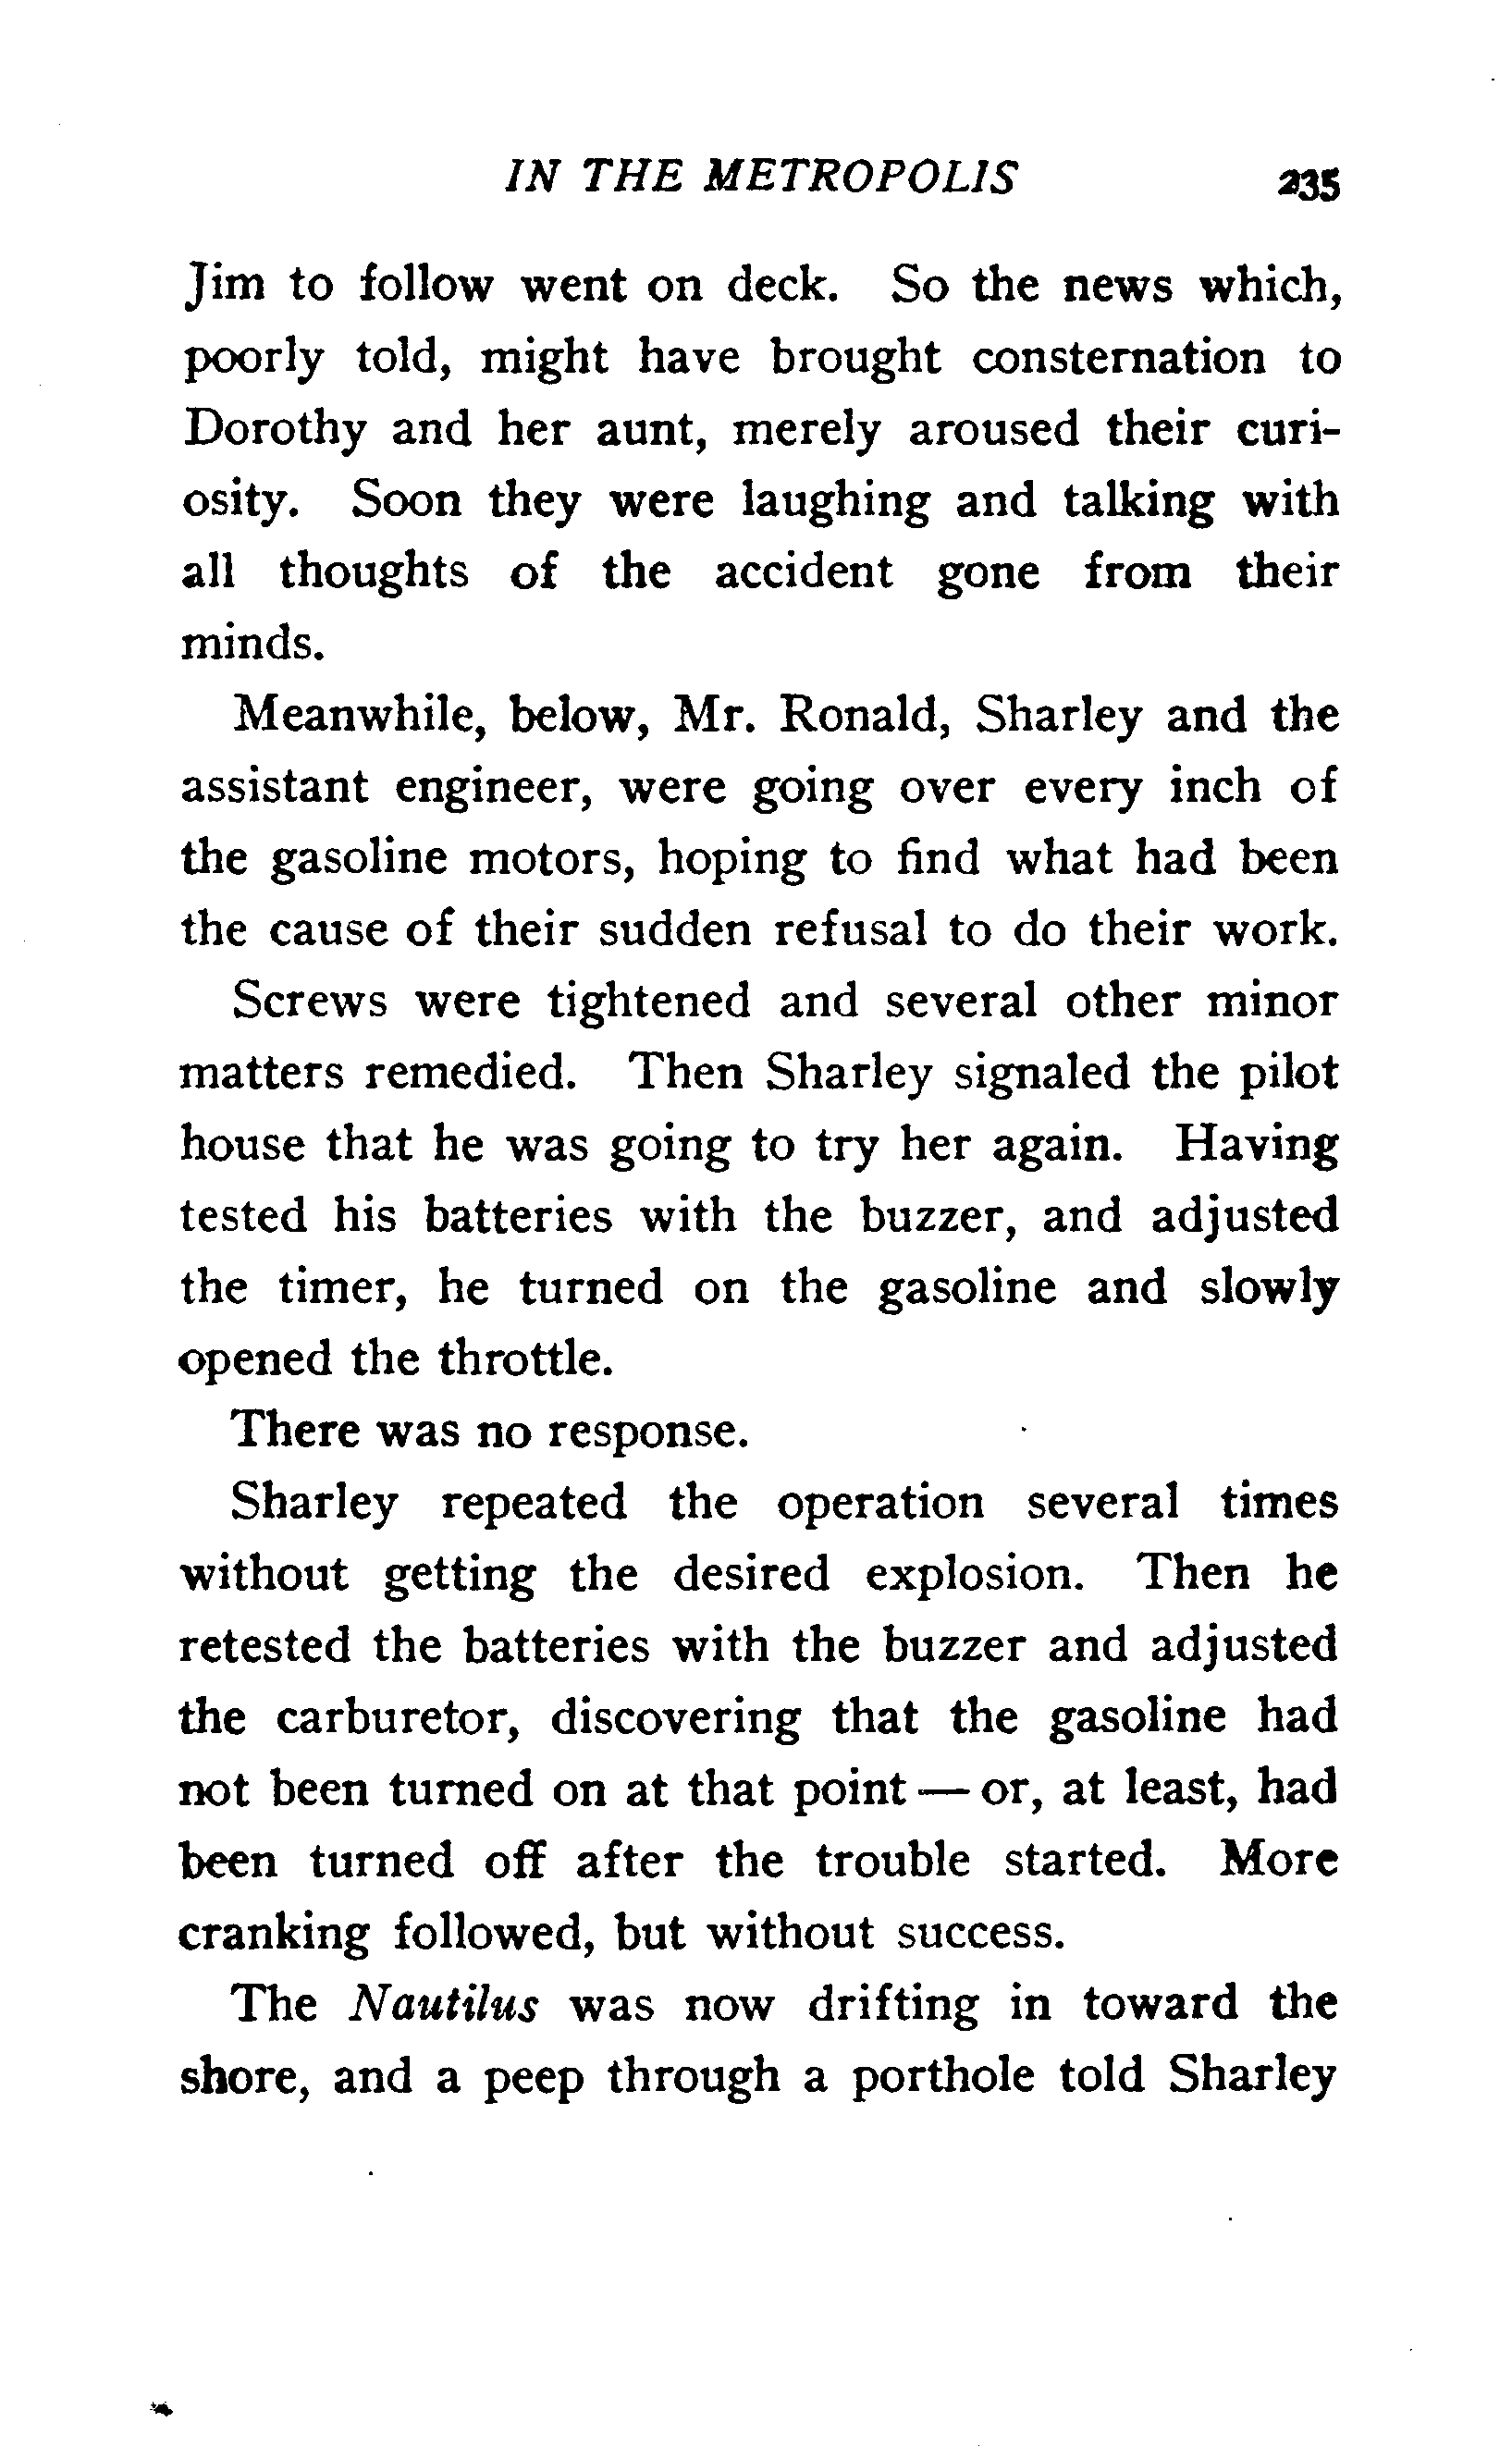 IN THE METROPOLIS 235
Jim to follow went on deck. So the news which,
poorly told, might have brought consternation to
Dorothy and her aunt, merely aroused their curi-
osity. Soon they were laughing and talking with
all thoughts of the accident gone from their
minds.
Meanwhile, below, Mr. Ronald, Sharley and the
assistant engineer, were going over every inch of
the gasoline motors, hoping to find what had been
the cause of their sudden refusal to do their work.
Screws were tightened and several other minor
matters remedied. Then Sharley signaled the pilot
house that he was going to try her again. Having
tested his batteries with the buzzer, and adjusted
the timer, he turned on the gasoline and slowly
opened the throttle.
There was no response.
Sharley repeated the operation several times
without getting the desired explosion. Then he
retested the batteries with the buzzer and adjusted
the carburetor, discovering that the gasoline had
not been turned on at that point — or, at least, had
been turned off after the trouble started. More
cranking followed, but without success.
The Nautilus was now drifting in toward the
shore, and a peep through a porthole told Sharley